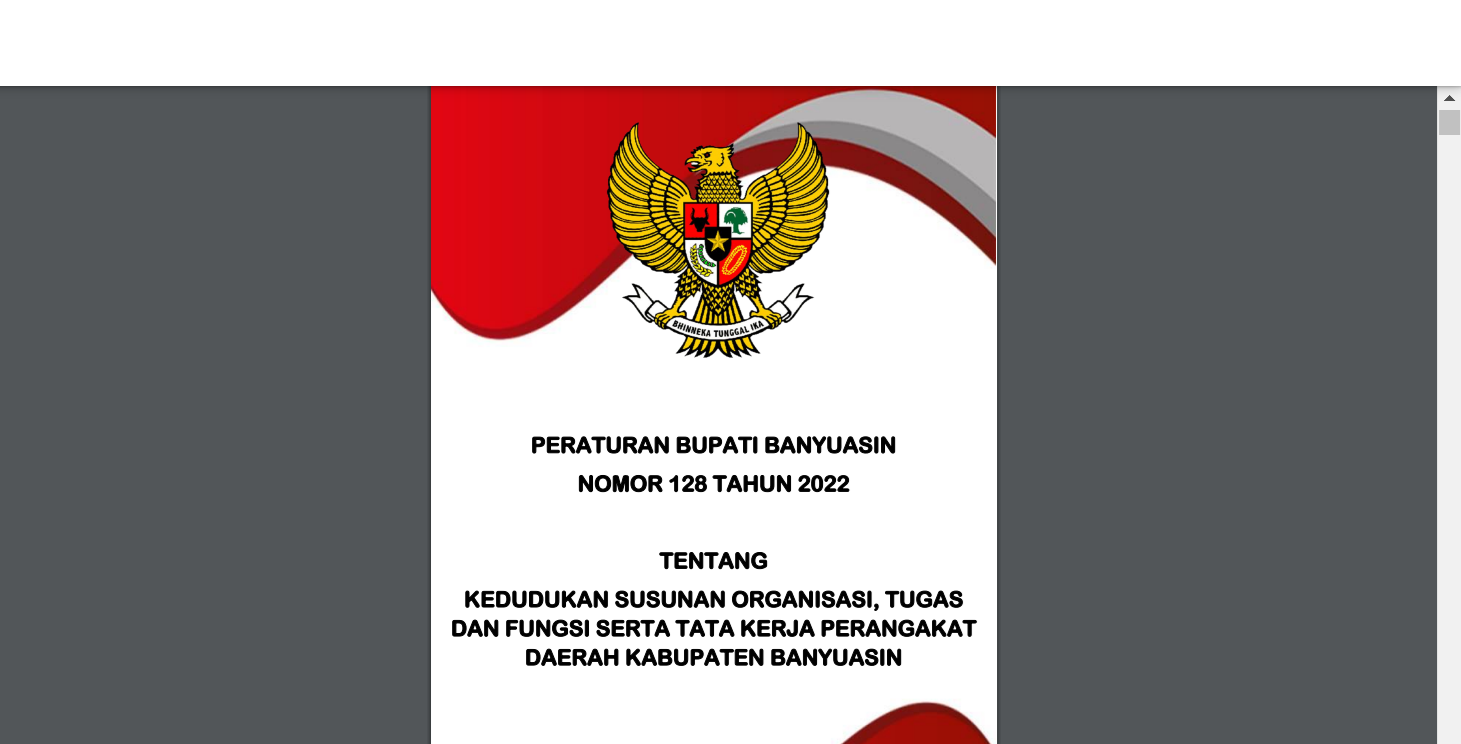 BHINNEKA TUNGGAL IKA
PERATURAN BUPATI BANYUASIN
NOMOR 128 TAHUN 2022
TENTANG
KEDUDUKAN SUSUNAN ORGANISASI, TUGAS
DAN FUNGSI SERTA TATA KERJA PERANGAKAT
DAERAH KABUPATEN BANYUASIN